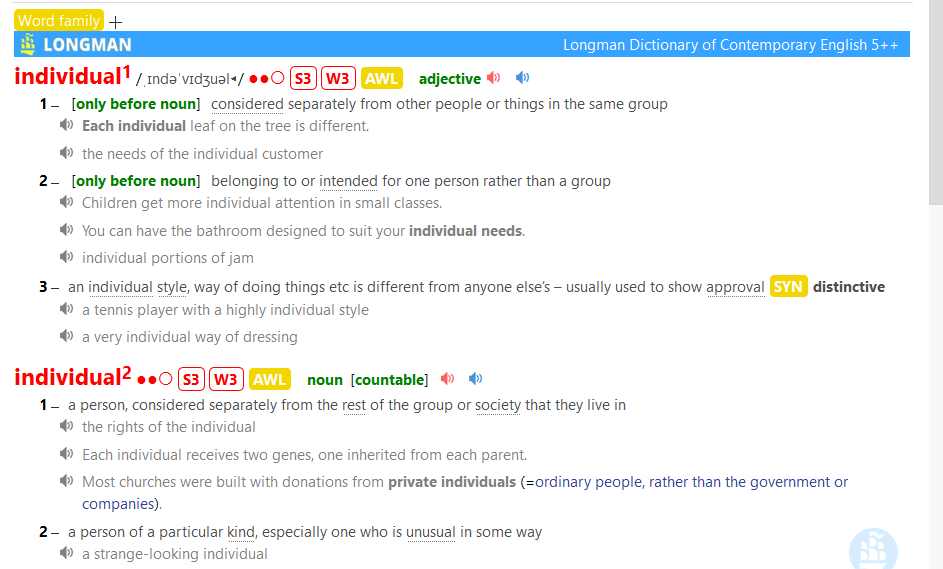 Word family +
LONGMAN Longman Dictionary of Contemporary English 5++
individual1 /ˌɪndəˈvɪdʒuəl◂/ ●●○ S3 W3 AWL adjective
1 – [only before noun] considered separately from other people or things in the same group
Each individual leaf on the tree is different.
the needs of the individual customer
2 – [only before noun] belonging to or intended for one person rather than a group
Children get more individual attention in small classes.
You can have the bathroom designed to suit your individual needs.
individual portions of jam
3 – an individual style, way of doing things etc is different from anyone else’s – usually used to show approval SYN distinctive
a tennis player with a highly individual style
a very individual way of dressing
individual2 ●●○ S3 W3 AWL noun [countable]
1 – a person, considered separately from the rest of the group or society that they live in
the rights of the individual
Each individual receives two genes, one inherited from each parent.
Most churches were built with donations from private individuals (=ordinary people, rather than the government or
companies).
2 – a person of a particular kind, especially one who is unusual in some way
a strange-looking individual